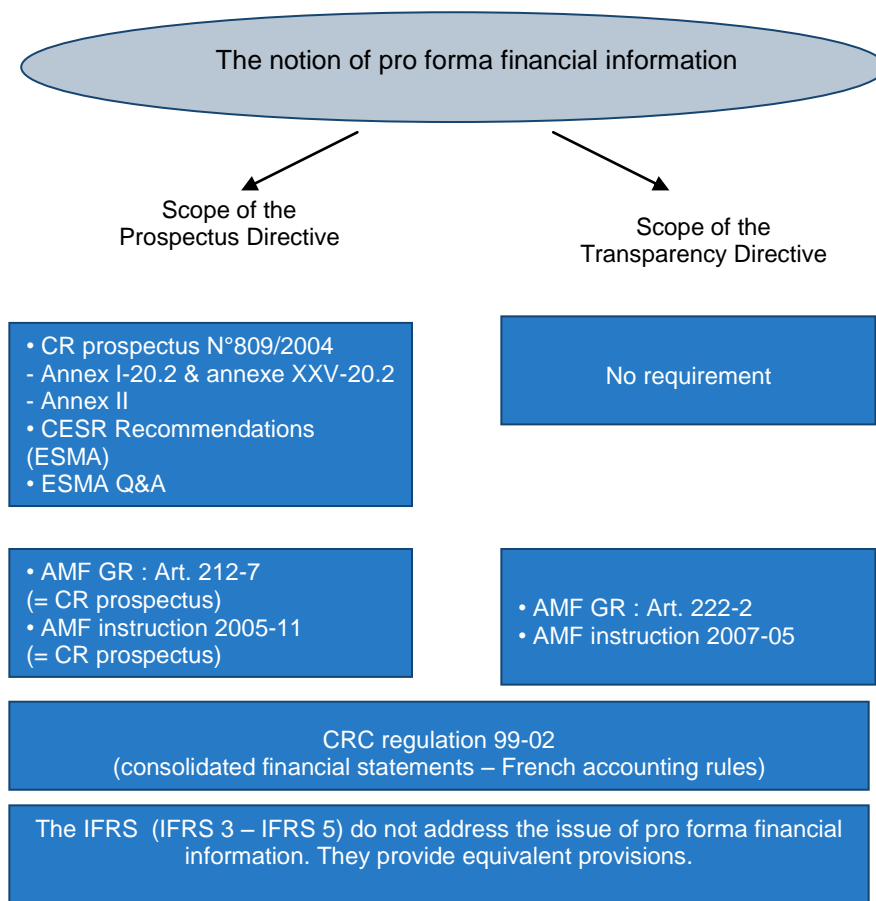 The notion of pro forma financial information
Scope of the
Prospectus Directive
Scope of the
Transparency Directive
• CR prospectus N°809/2004
- Annex I-20.2 & annexe XXV-20.2
- Annex II
• CESR Recommendations
(ESMA)
• ESMA Q&A
No requirement
• AMF GR : Art. 212-7
(= CR prospectus)
• AMF instruction 2005-11
(= CR prospectus)
• AMF GR : Art. 222-2
• AMF instruction 2007-05
CRC regulation 99-02
(consolidated financial statements – French accounting rules)
The IFRS (IFRS 3 – IFRS 5) do not address the issue of pro forma financial
information. They provide equivalent provisions.